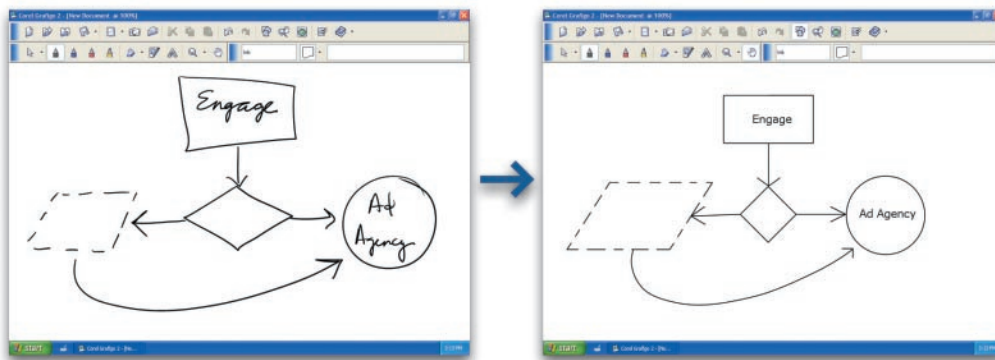 Corel Grafigo 2 - [New Document @ 100%]
Engage
Ad
Agency
start
Corel Grafigo 2 - [Ne...
Corel Grafigo 2 - [New Document @ 100%]
Engage
Ad Agency
start
Corel Grafigo 2 - [Ne...